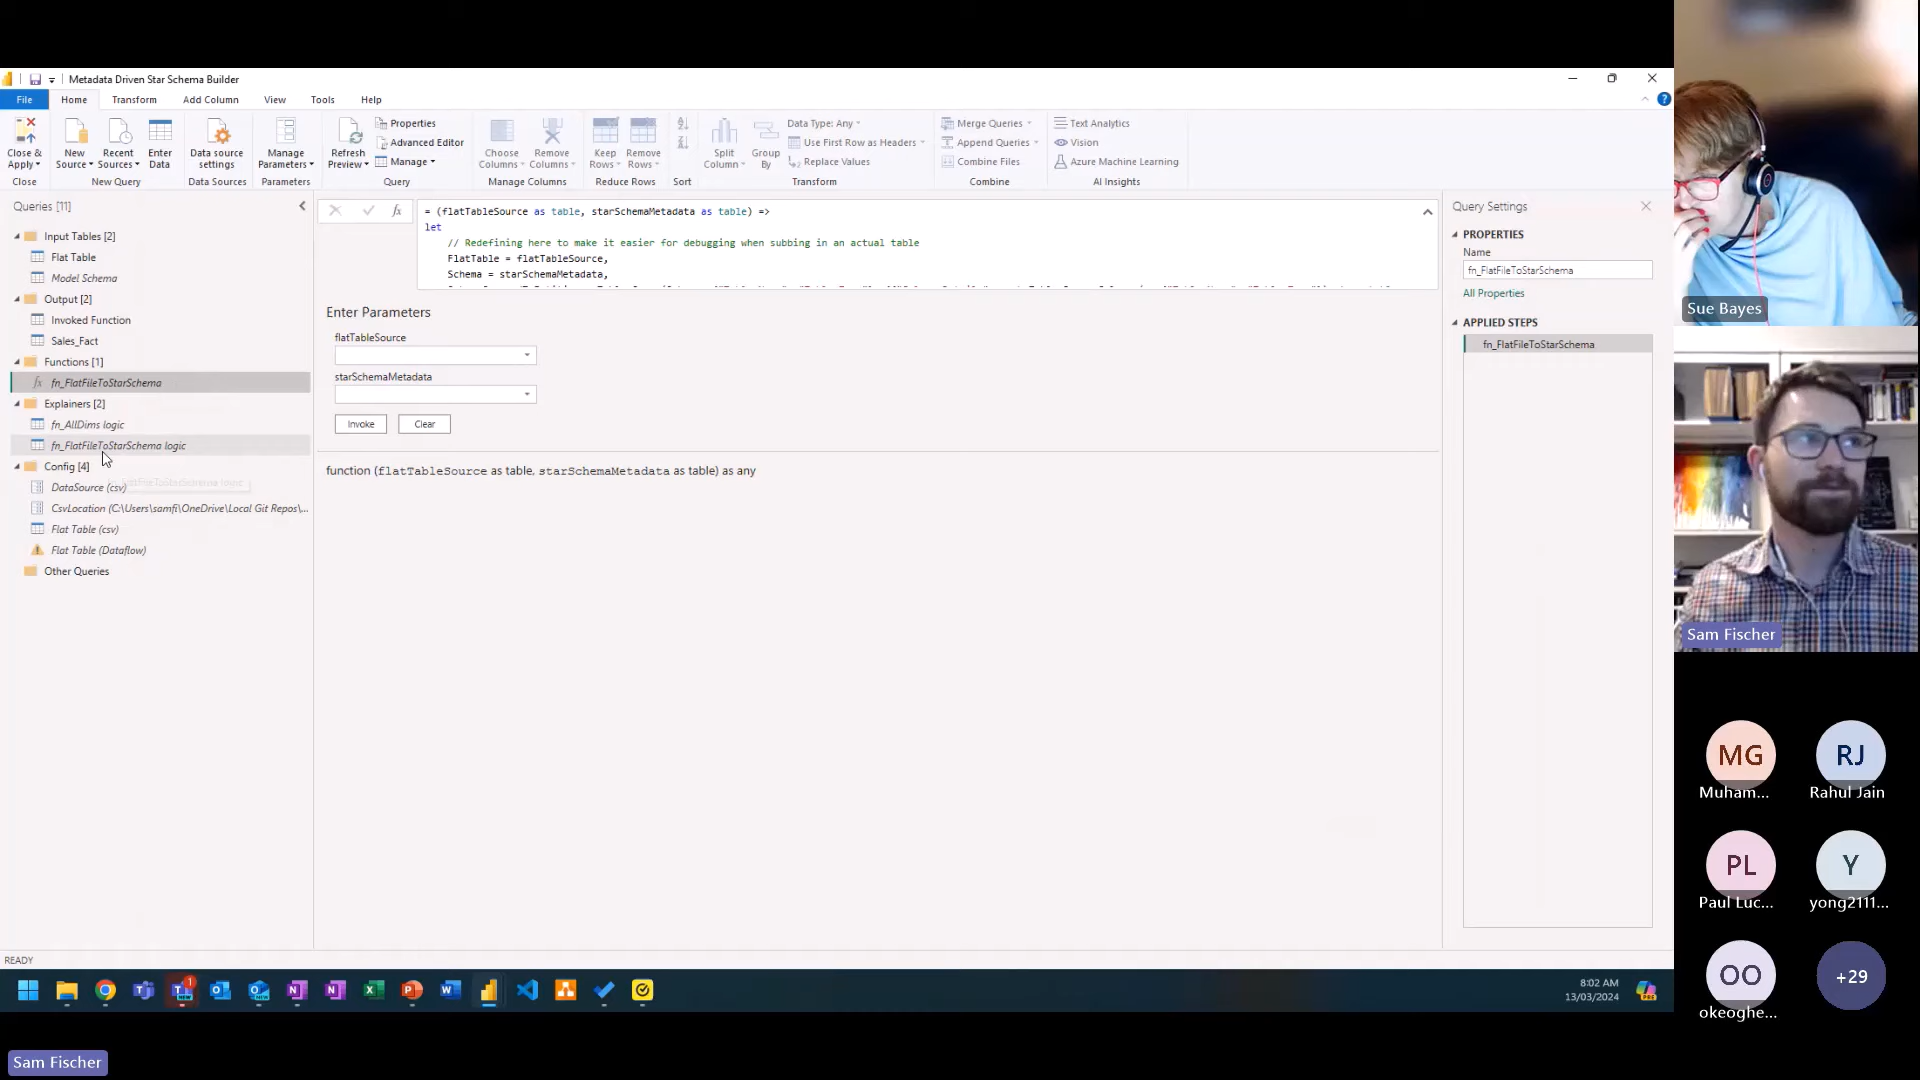 Metadata Driven Star Schema Builder
File Home Transform Add Column View Tools Help
Close & Apply
New Source
Recent Sources
Enter Data
Data source settings
Manage Parameters
Refresh Preview
Properties
Advanced Editor
Manage
Choose Columns
Remove Columns
Keep Rows
Remove Rows
Split Column
Group By
Data Type: Any
Use First Row as Headers
Replace Values
Merge Queries
Append Queries
Combine Files
Text Analytics
Vision
Azure Machine Learning
Close New Query Data Sources Parameters Query Manage Columns Reduce Rows Sort Transform Combine AI Insights
Queries [11]
Input Tables [2]
Flat Table
Model Schema
Output [2]
Invoked Function
Sales_Fact
Functions [1]
fx fn_FlatFileToStarSchema
Explainers [2]
fn_AllDims logic
fn_FlatFileToStarSchema logic
Config [4]
DataSource (csv)
CsvLocation (C:\Users\samfi\OneDrive\Local Git Repos\...
Flat Table (csv)
Flat Table (Dataflow)
Other Queries
fx
= (flatTableSource as table, starSchemaMetadata as table) =>
let
// Redefining here to make it easier for debugging when subbing in an actual table
FlatTable = flatTableSource,
Schema = starSchemaMetadata,
Enter Parameters
flatTableSource
starSchemaMetadata
Invoke Clear
function (flatTableSource as table, starSchemaMetadata as table) as any
Query Settings
PROPERTIES
Name
fn_FlatFileToStarSchema
All Properties
APPLIED STEPS
fn_FlatFileToStarSchema
READY
8:02 AM
13/03/2024
Sue Bayes
Sam Fischer
MG
Muham...
RJ
Rahul Jain
PL
Paul Luc...
Y
yong2111...
OO
okeoghe...
+29
Sam Fischer